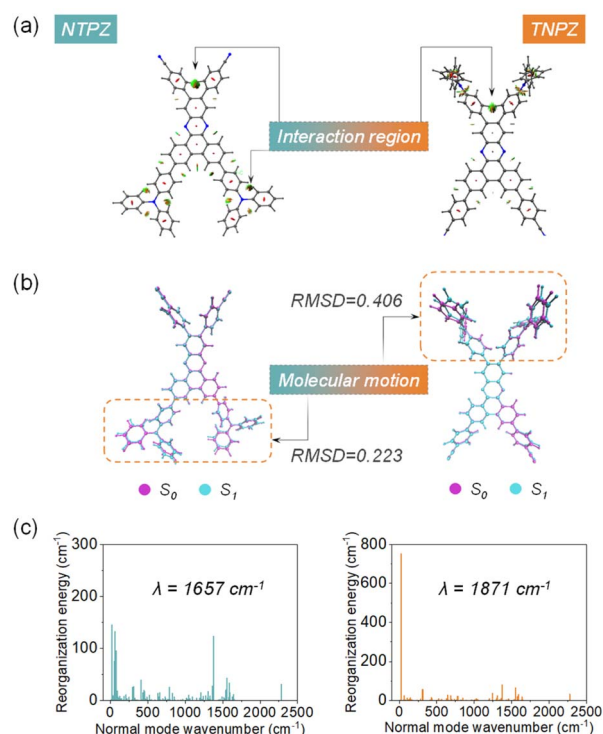 (a)
NTPZ
TNPZ
Interaction region
(b)
RMSD=0.406
Molecular motion
RMSD=0.223
S₀ S₁
S₀ S₁
(c)
Reorganization energy (cm⁻¹)
300
200
100
0
λ = 1657 cm⁻¹
0 500 1000 1500 2000 2500
Normal mode wavenumber (cm⁻¹)
Reorganization energy (cm⁻¹)
800
600
400
200
0
λ = 1871 cm⁻¹
0 500 1000 1500 2000 2500
Normal mode wavenumber (cm⁻¹)